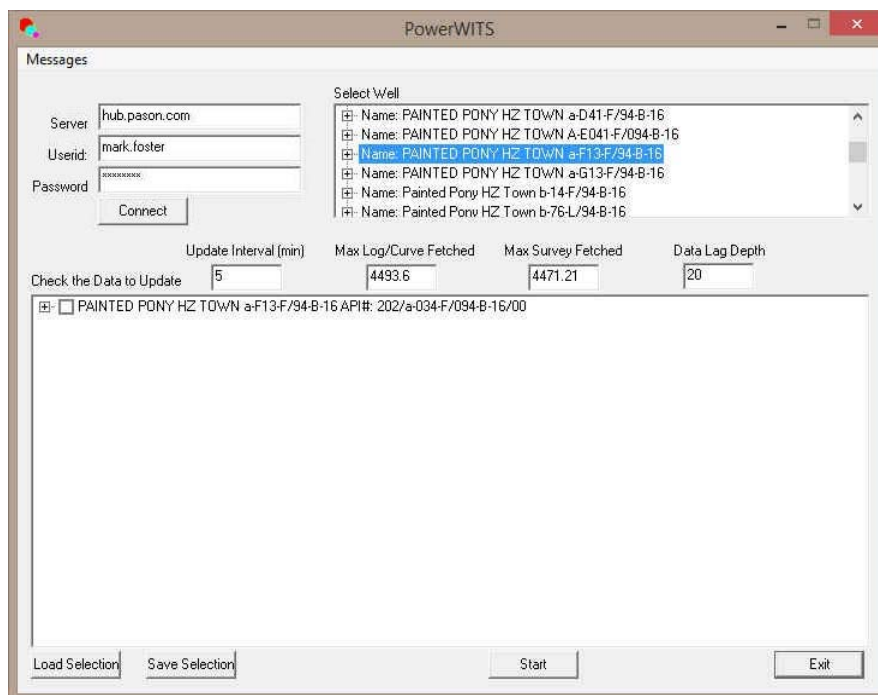 PowerWITS
Messages
Select Well
Server
hub.pason.com
Userid:
mark.foster
Password
xxxxxxxx
Connect
Name: PAINTED PONY HZ TOWN a-D41-F/94-B-16
Name: PAINTED PONY HZ TOWN A-E041-F/094-B-16
Name: PAINTED PONY HZ TOWN a-F13-F/94-B-16
Name: PAINTED PONY HZ TOWN a-G13-F/94-B-16
Name: Painted Pony HZ Town b-14-F/94-B-16
Name: Painted Pony HZ Town b-76-L/94-B-16
Update Interval (min)
Max Log/Curve Fetched
Max Survey Fetched
Data Lag Depth
Check the Data to Update
5
4493.6
4471.21
20
PAINTED PONY HZ TOWN a-F13-F/94-B-16 API#: 202/a-034-F/094-B-16/00
Load Selection
Save Selection
Start
Exit